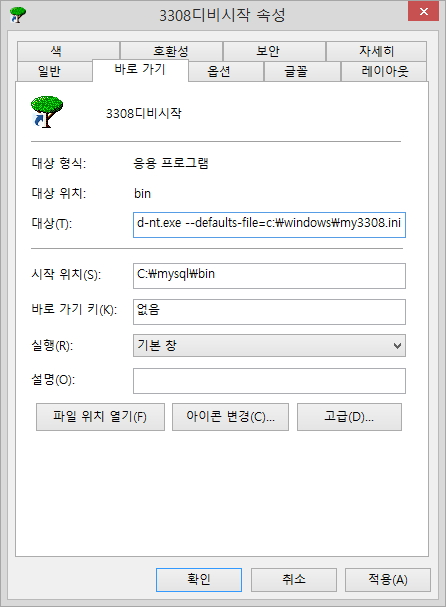 3308디비시작 속성
색 호환성 보안 자세히
일반 바로 가기 옵션 글꼴 레이아웃
3308디비시작
대상 형식: 응용 프로그램
대상 위치: bin
대상(T): d-nt.exe --defaults-file=c:₩windows₩my3308.ini
시작 위치(S): C:₩mysql₩bin
바로 가기 키(K): 없음
실행(R): 기본 창
설명(O):
파일 위치 열기(F) 아이콘 변경(C)... 고급(D)...
확인 취소 적용(A)